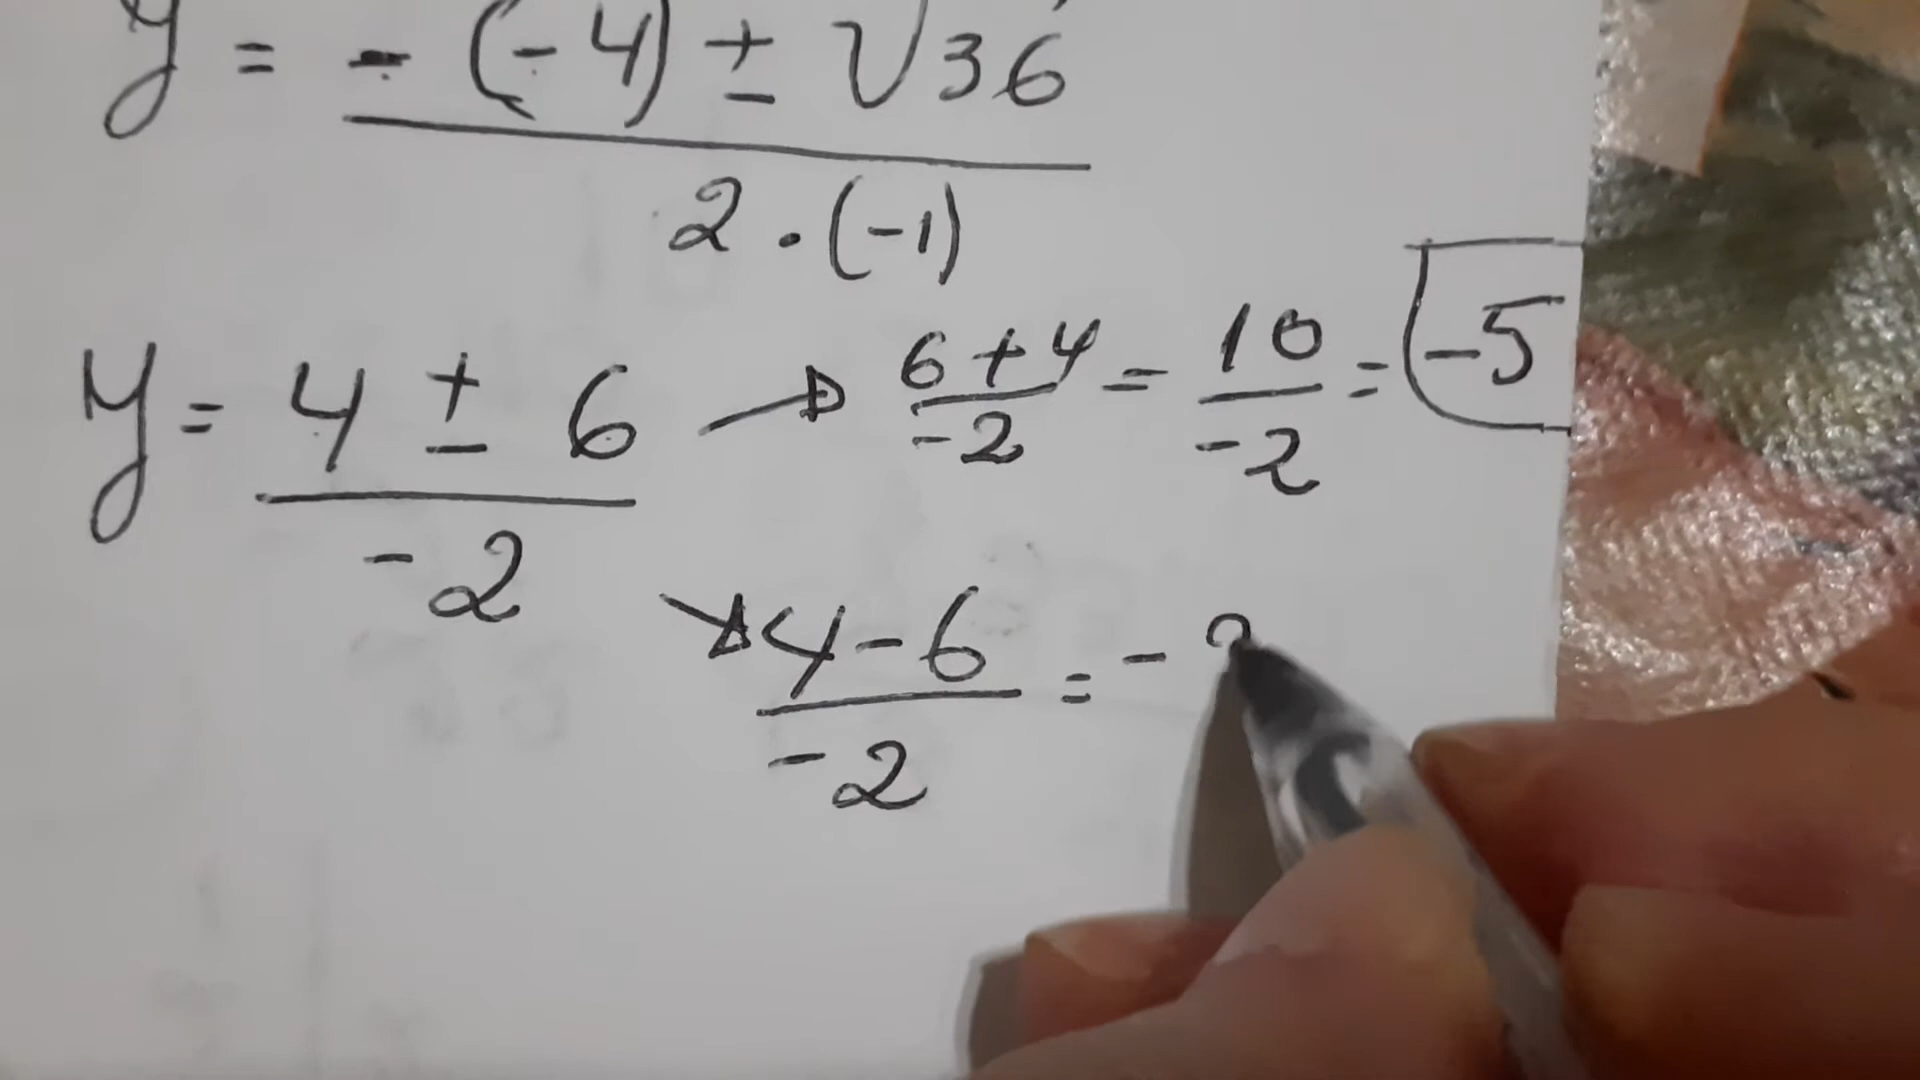 y = -(-4) ± √36 / 2 · (-1)
y = 4 ± 6 / -2 → 6+4 / -2 = 10 / -2 = -5
→ 4-6 / -2 = -